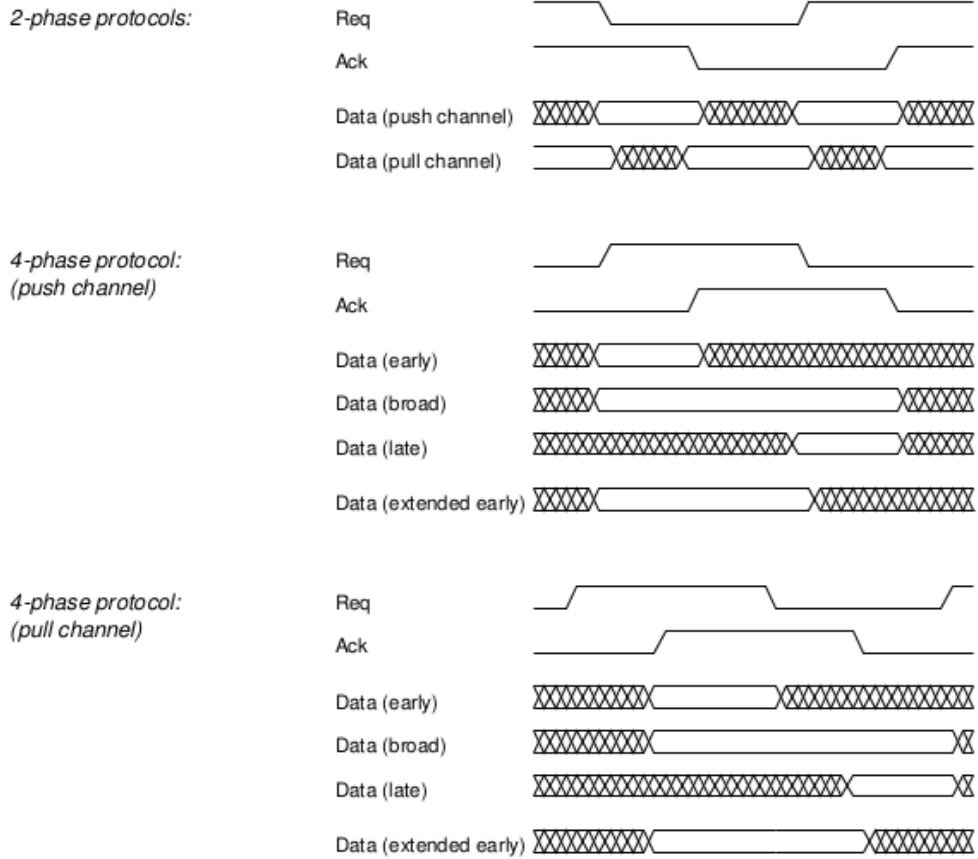 2-phase protocols:
Req
Ack
Data (push channel)
Data (pull channel)
4-phase protocol:
(push channel)
Req
Ack
Data (early)
Data (broad)
Data (late)
Data (extended early)
4-phase protocol:
(pull channel)
Req
Ack
Data (early)
Data (broad)
Data (late)
Data (extended early)